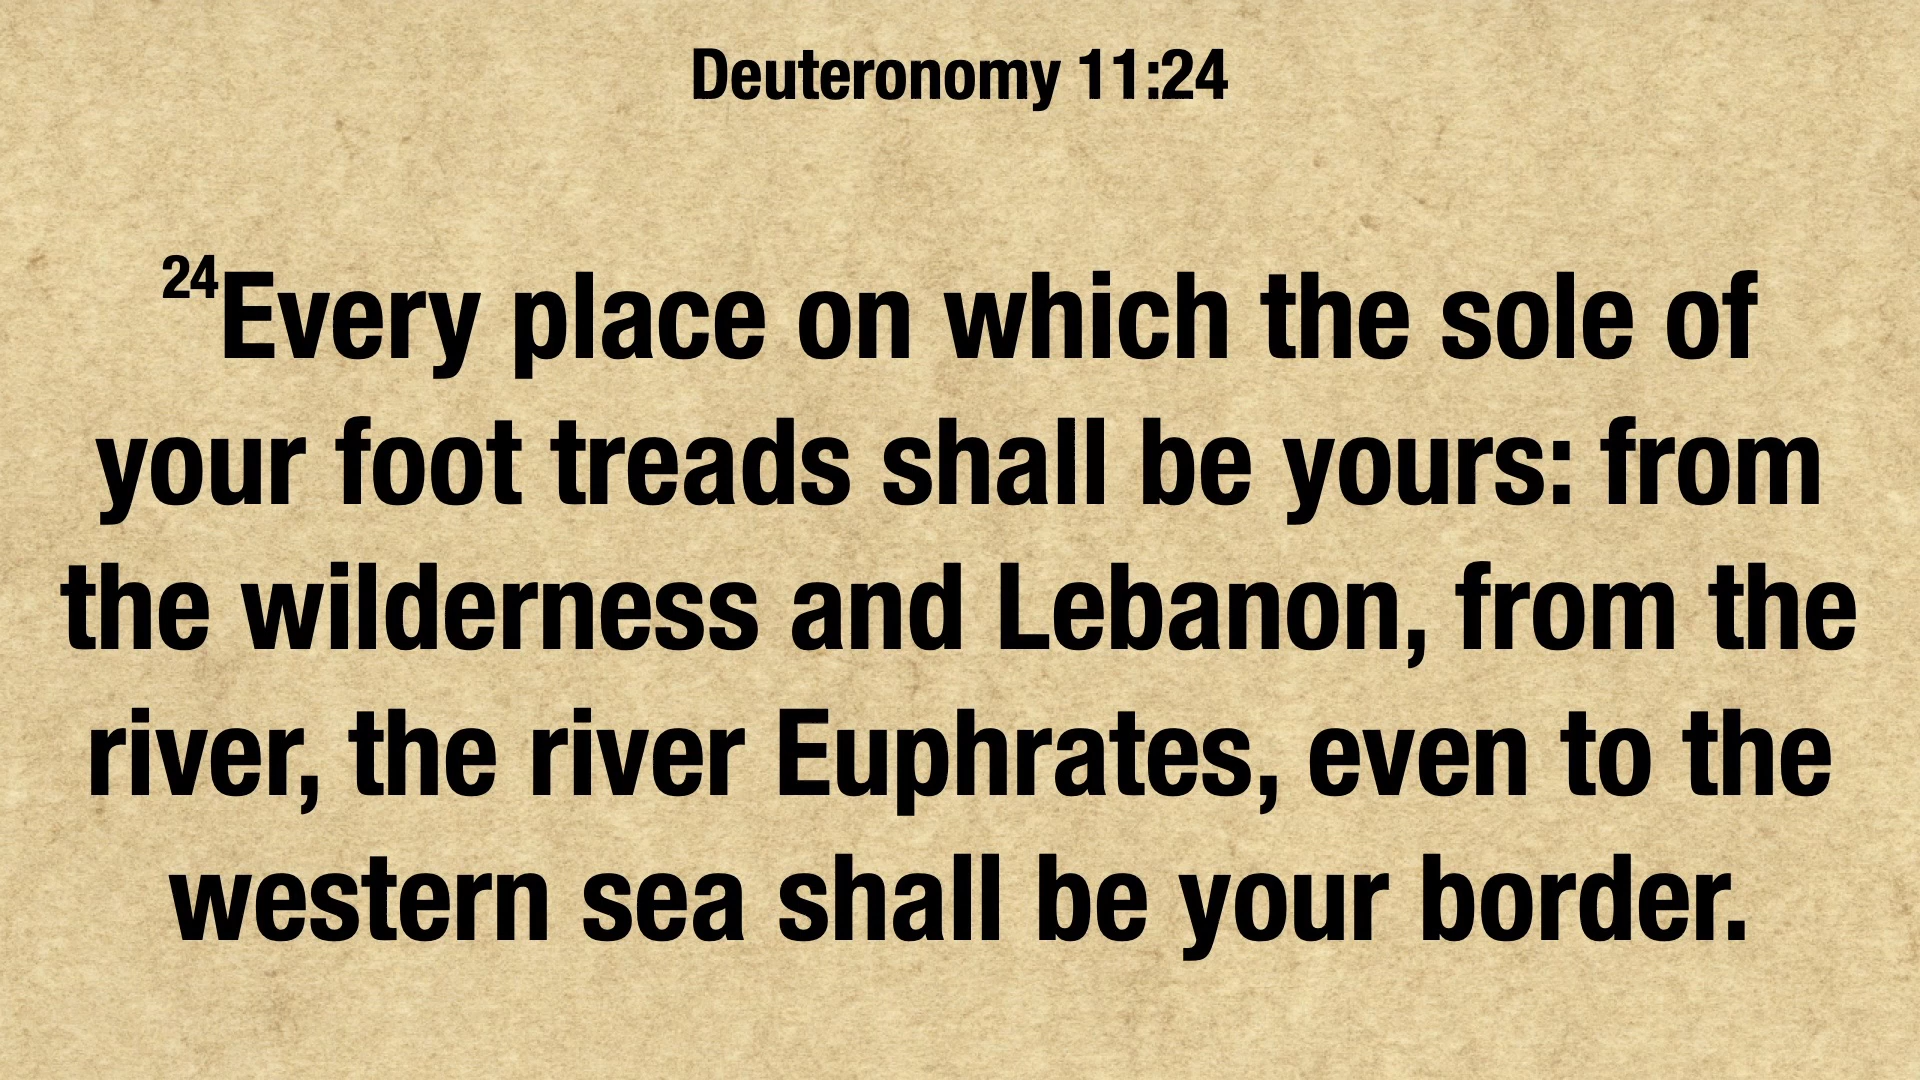 Deuteronomy 11:24
24Every place on which the sole of
your foot treads shall be yours: from
the wilderness and Lebanon, from the
river, the river Euphrates, even to the
western sea shall be your border.